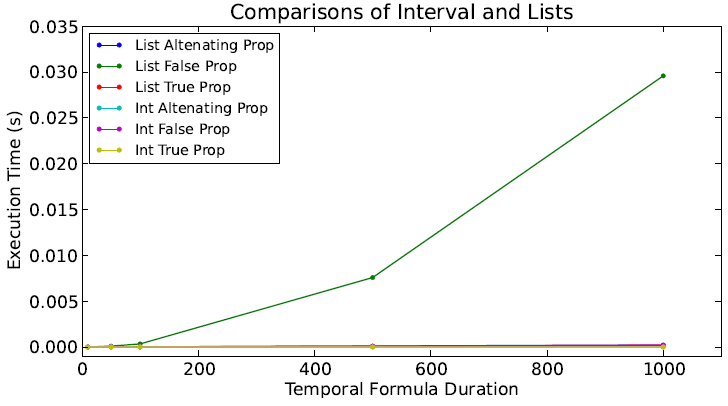 Comparisons of Interval and Lists
List Altenating Prop
List False Prop
List True Prop
Int Altenating Prop
Int False Prop
Int True Prop
Execution Time (s)
0.035
0.030
0.025
0.020
0.015
0.010
0.005
0.000
0 200 400 600 800 1000
Temporal Formula Duration